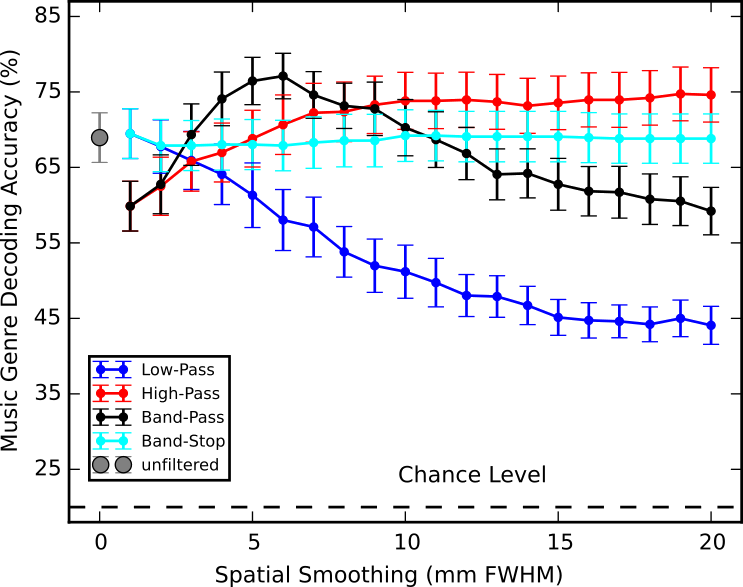 Music Genre Decoding Accuracy (%)
85
75
65
55
45
35
25
Low-Pass
High-Pass
Band-Pass
Band-Stop
unfiltered
Chance Level
0 5 10 15 20
Spatial Smoothing (mm FWHM)